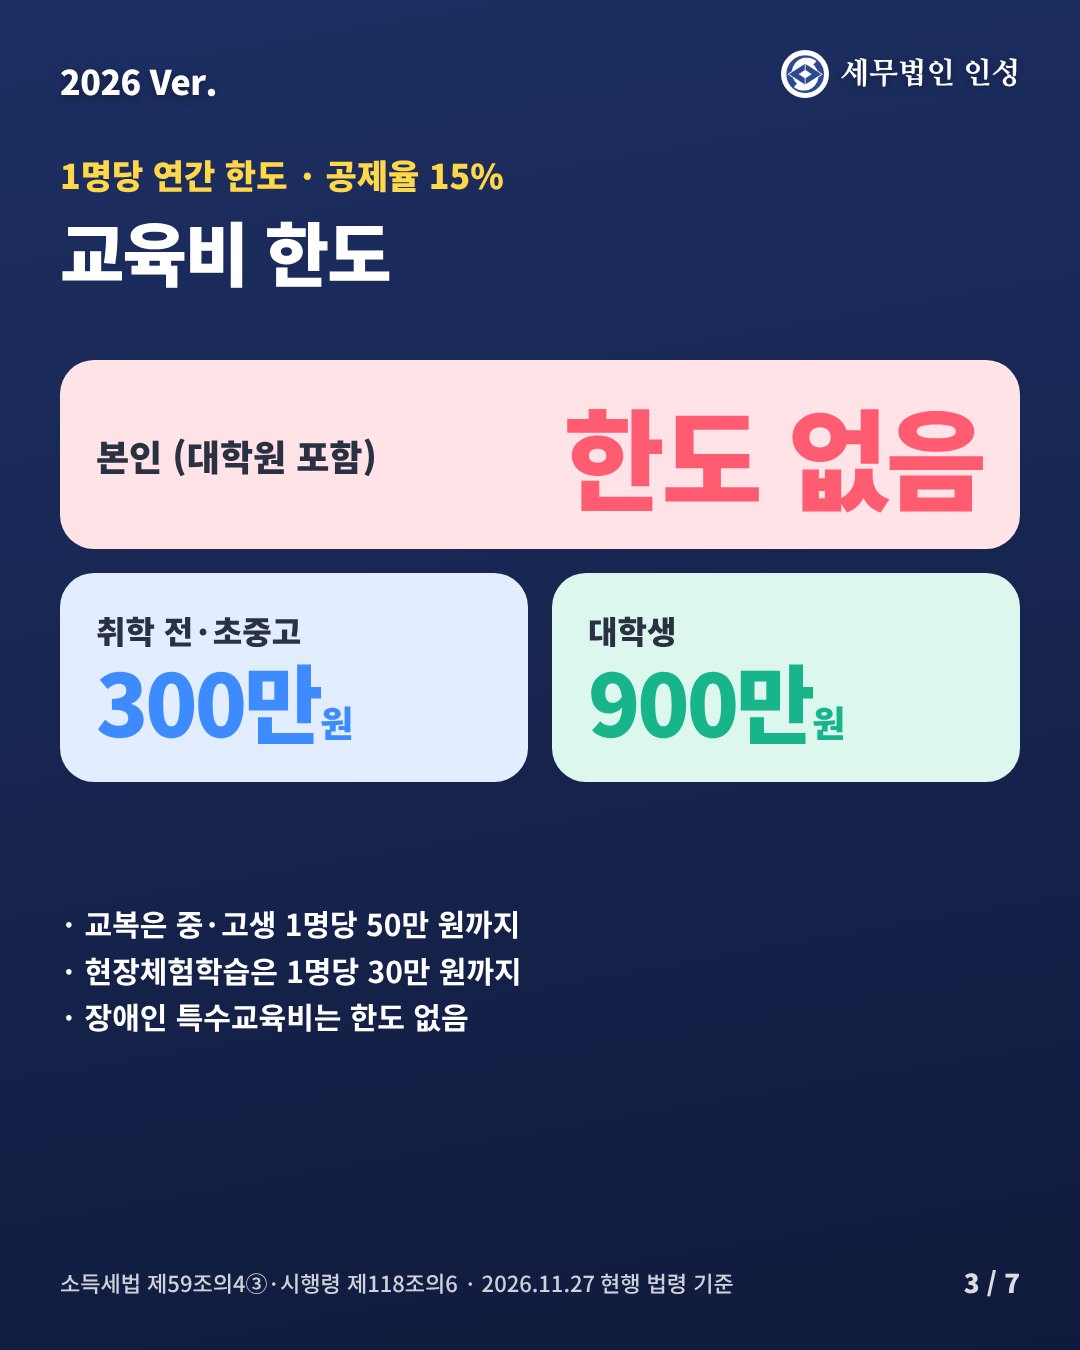 2026 Ver.
세무법인 인성
1명당 연간 한도 · 공제율 15%
교육비 한도
본인 (대학원 포함)
한도 없음
취학 전·초중고
300만원
대학생
900만원
· 교복은 중·고생 1명당 50만 원까지
· 현장체험학습은 1명당 30만 원까지
· 장애인 특수교육비는 한도 없음
소득세법 제59조의4③·시행령 제118조의6 · 2026.11.27 현행 법령 기준
3 / 7